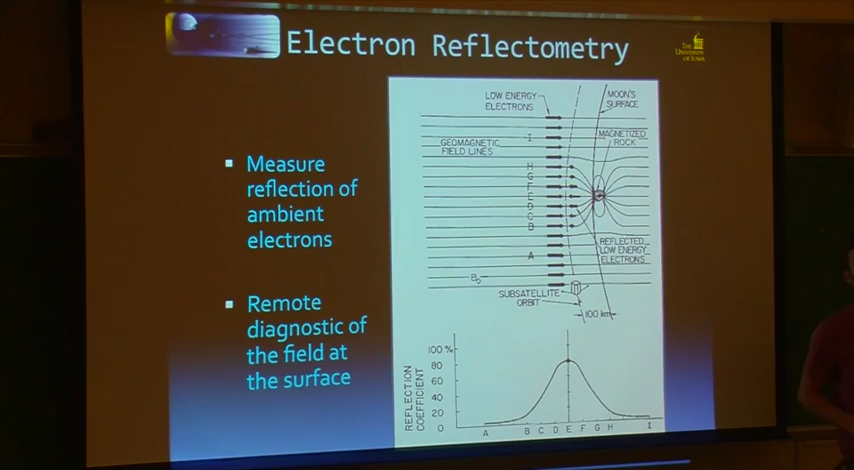 Electron Reflectometry
THE
UNIVERSITY
OF IOWA
▪ Measure
reflection of
ambient
electrons
▪ Remote
diagnostic of
the field at
the surface
LOW ENERGY
ELECTRONS
MOON'S
SURFACE
I
MAGNETIZED
ROCK
GEOMAGNETIC
FIELD LINES
H
G
F
E
D
C
B
REFLECTED
LOW ENERGY
ELECTRONS
A
B₀
SUBSATELLITE
ORBIT
100 km
REFLECTION
COEFFICIENT
100 %
80
60
40
20
0
A B C D E F G H I